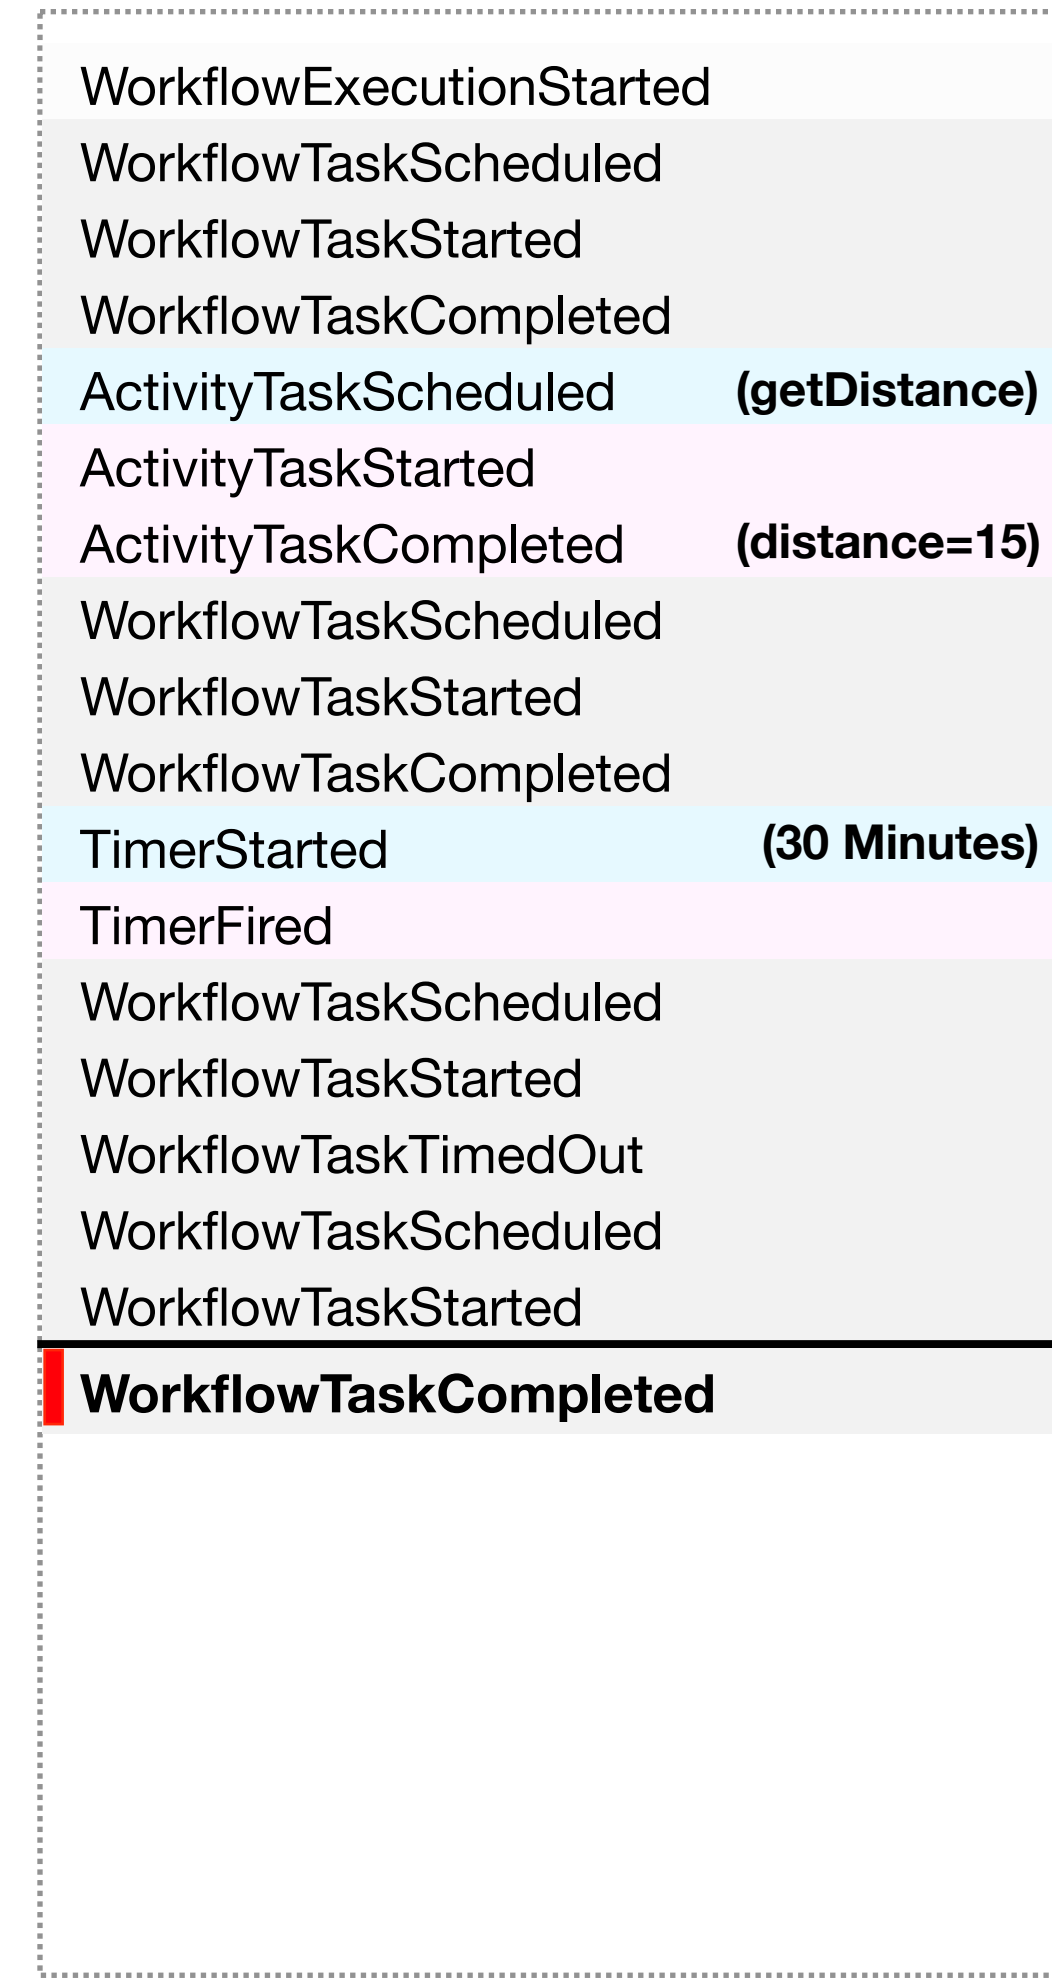 WorkflowExecutionStarted
WorkflowTaskScheduled
WorkflowTaskStarted
WorkflowTaskCompleted
ActivityTaskScheduled (getDistance)
ActivityTaskStarted
ActivityTaskCompleted (distance=15)
WorkflowTaskScheduled
WorkflowTaskStarted
WorkflowTaskCompleted
TimerStarted (30 Minutes)
TimerFired
WorkflowTaskScheduled
WorkflowTaskStarted
WorkflowTaskTimedOut
WorkflowTaskScheduled
WorkflowTaskStarted
WorkflowTaskCompleted